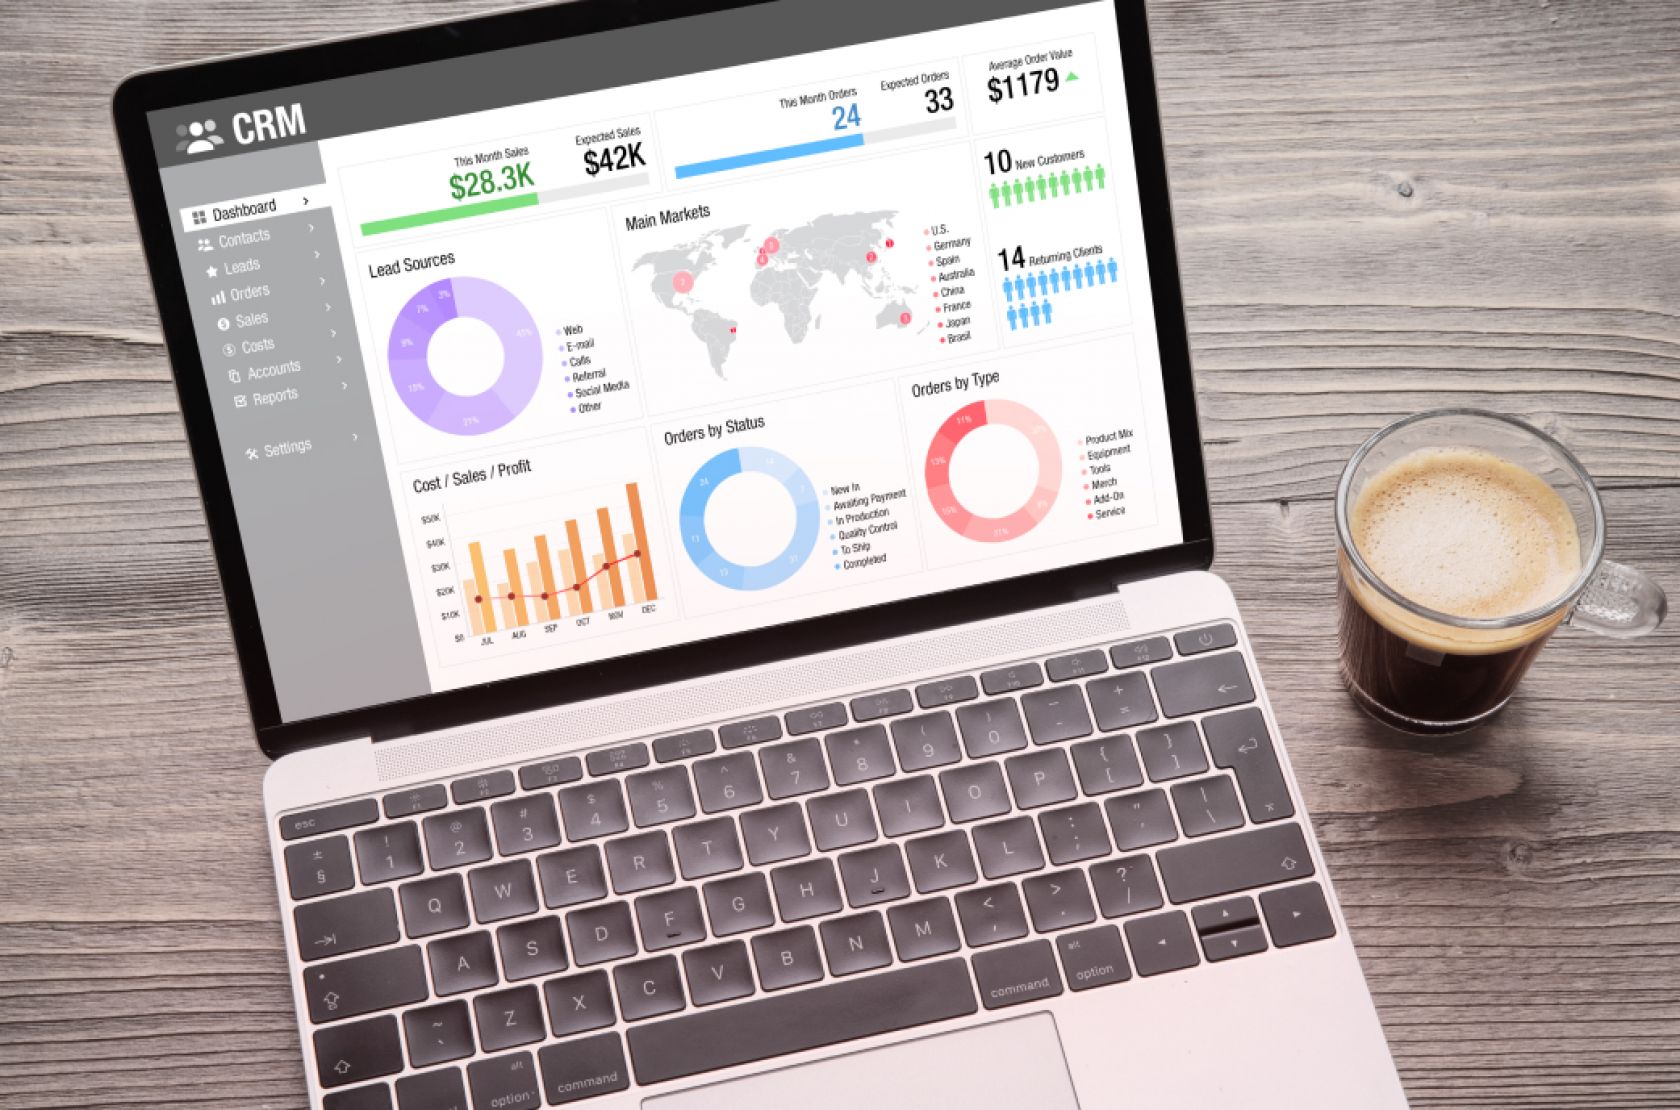 CRM
Dashboard
Contacts
Leads
Orders
Sales
Costs
Accounts
Reports
Settings
This Month Sales
$28.3K
Expected Sales
$42K
This Month Orders
24
Expected Orders
33
Average Order Value
$1179
10 New Customers
14 Returning Clients
Lead Sources
3%
7%
21%
Web
E-mail
Calls
Referral
Social Media
Other
Main Markets
U.S.
Germany
Spain
Australia
China
France
Japan
Brasil
Cost / Sales / Profit
$50K
$40K
$30K
$20K
$10K
JUL
AUG
SEP
OCT
NOV
DEC
Orders by Status
New In
Awaiting Payment
In Production
Quality Control
To Ship
Completed
Orders by Type
11%
Product Mix
Equipment
Tools
Merch
Add-On
Service
esc
± ! @ # $ % ^ & * ( ) — +
§ 1 2 3 4 5 6 7 8 9 0 - =
Q W E R T Y U I O P { [ } ]
A S D F G H J K L : ; " ' | \
~ ` Z X C V B N M < , > . ? /
alt option command command alt option